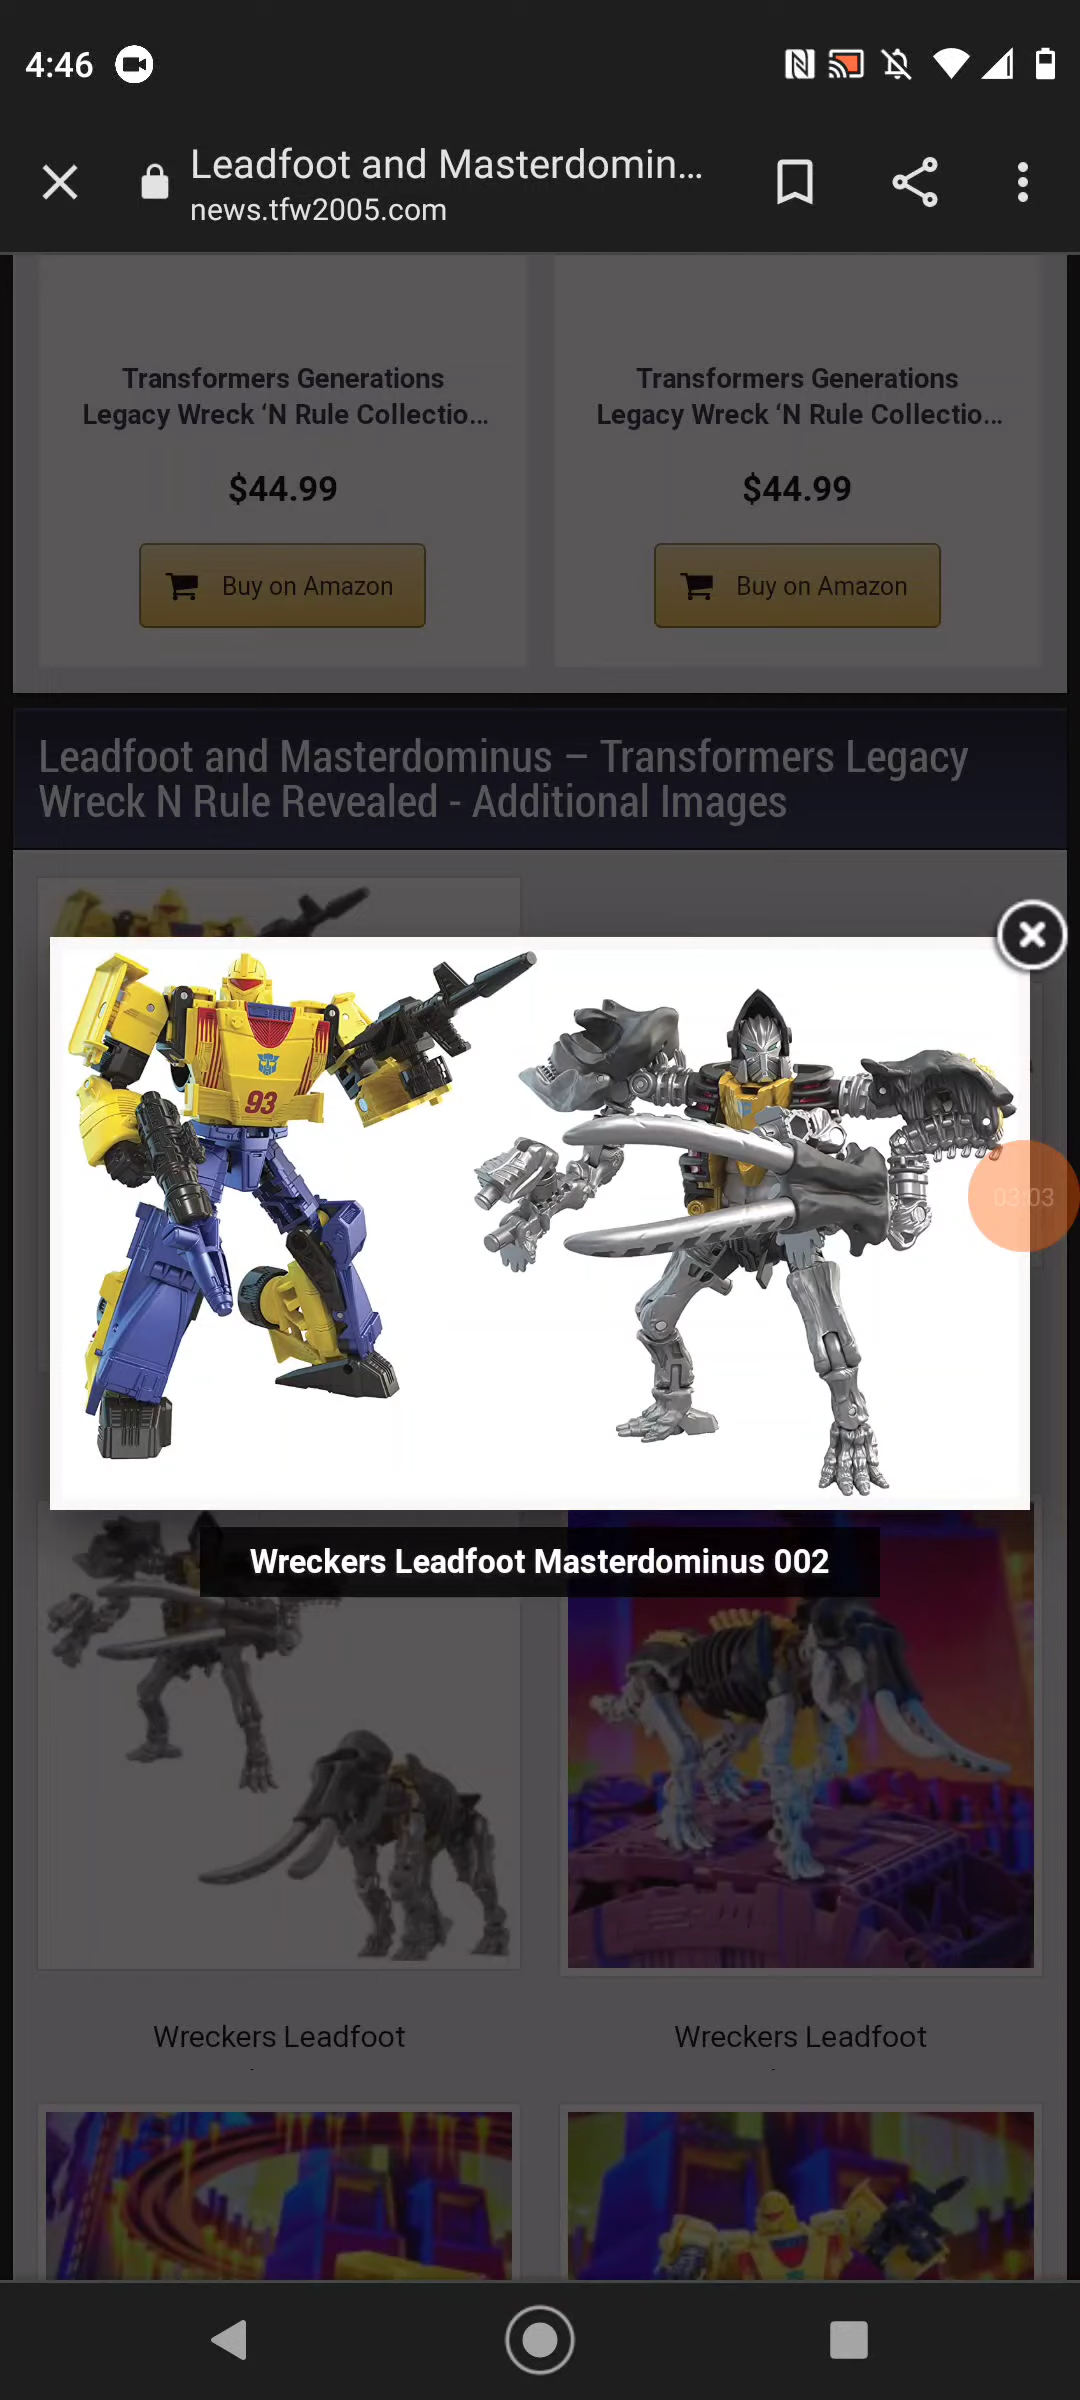 4:46
Leadfoot and Masterdomin...
news.tfw2005.com
Transformers Generations
Legacy Wreck ‘N Rule Collectio...
$44.99
Buy on Amazon
Transformers Generations
Legacy Wreck ‘N Rule Collectio...
$44.99
Buy on Amazon
Leadfoot and Masterdominus – Transformers Legacy
Wreck N Rule Revealed - Additional Images
93
03:03
Wreckers Leadfoot Masterdominus 002
Wreckers Leadfoot
Wreckers Leadfoot